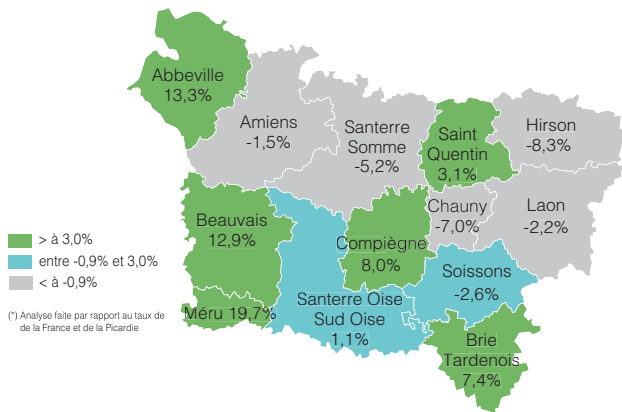 Abbeville
13,3%
Amiens
-1,5%
Santerre
Somme
-5,2%
Saint
Quentin
3,1%
Hirson
-8,3%
Beauvais
12,9%
Compiègne
8,0%
Chauny
-7,0%
Laon
-2,2%
Soissons
-2,6%
Méru 19,7%
Santerre Oise
Sud Oise
1,1%
Brie
Tardenois
7,4%
> à 3,0%
entre -0,9% et 3,0%
< à -0,9%
(*) Analyse faite par rapport au taux de
de la France et de la Picardie